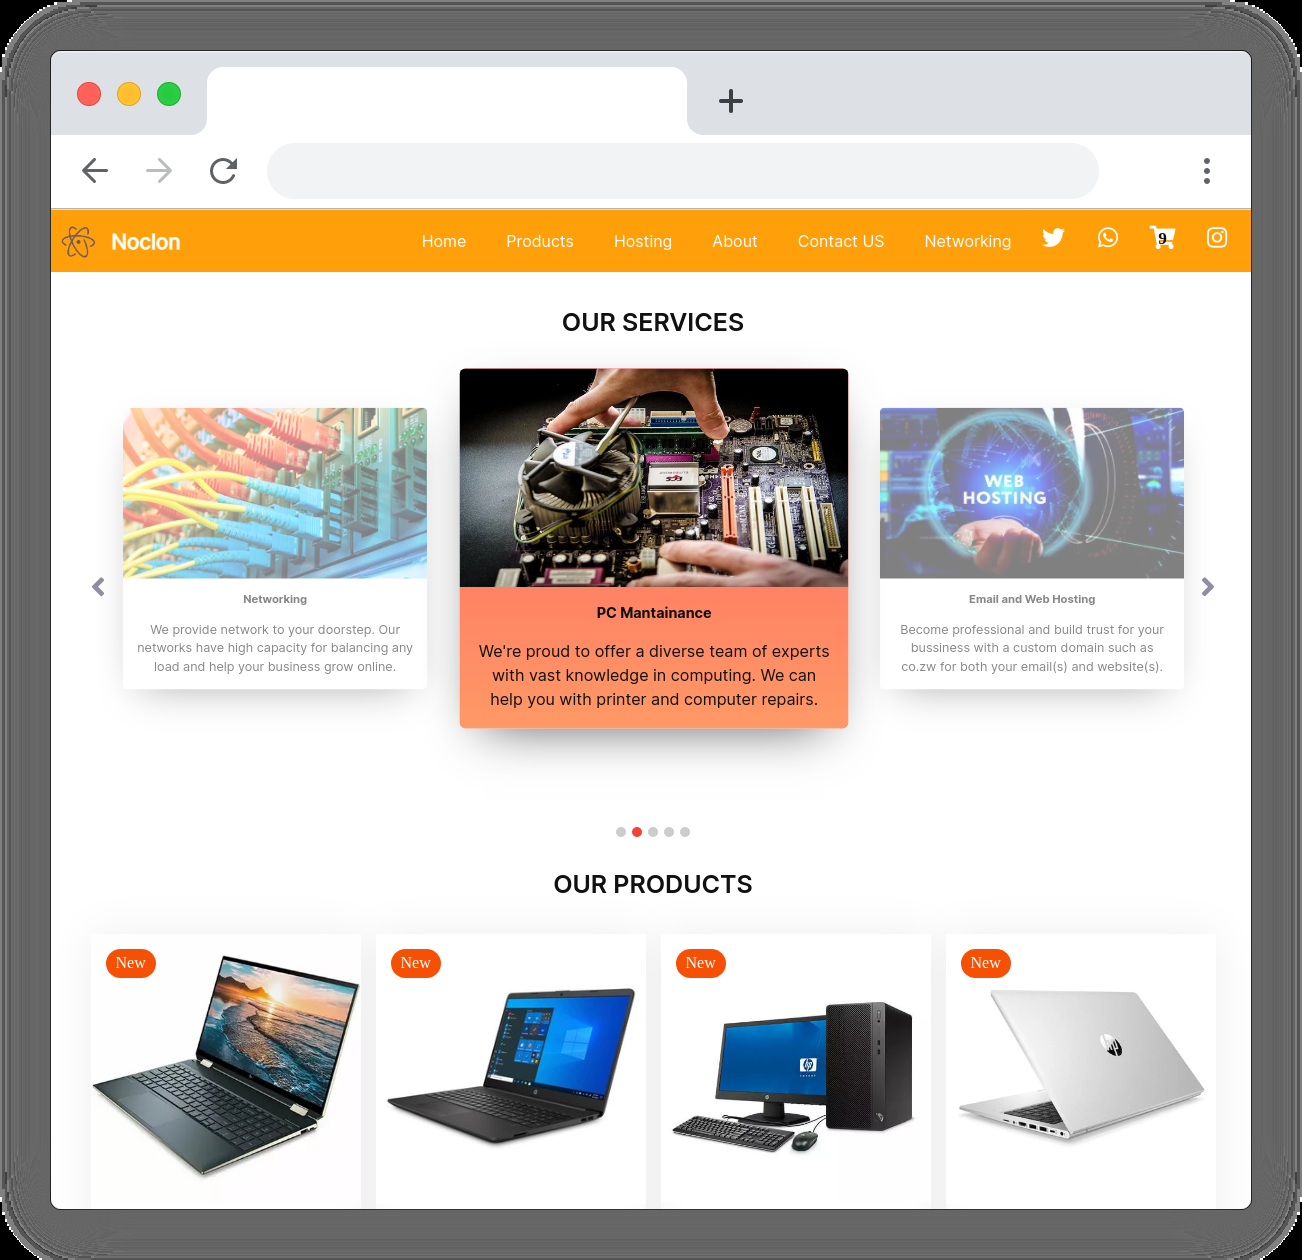 Noclon
Home Products Hosting About Contact US Networking 9
OUR SERVICES
WEB
HOSTING
Networking
We provide network to your doorstep. Our
networks have high capacity for balancing any
load and help your business grow online.
PC Mantainance
We're proud to offer a diverse team of experts
with vast knowledge in computing. We can
help you with printer and computer repairs.
Email and Web Hosting
Become professional and build trust for your
bussiness with a custom domain such as
co.zw for both your email(s) and website(s).
OUR PRODUCTS
New
New
New
New